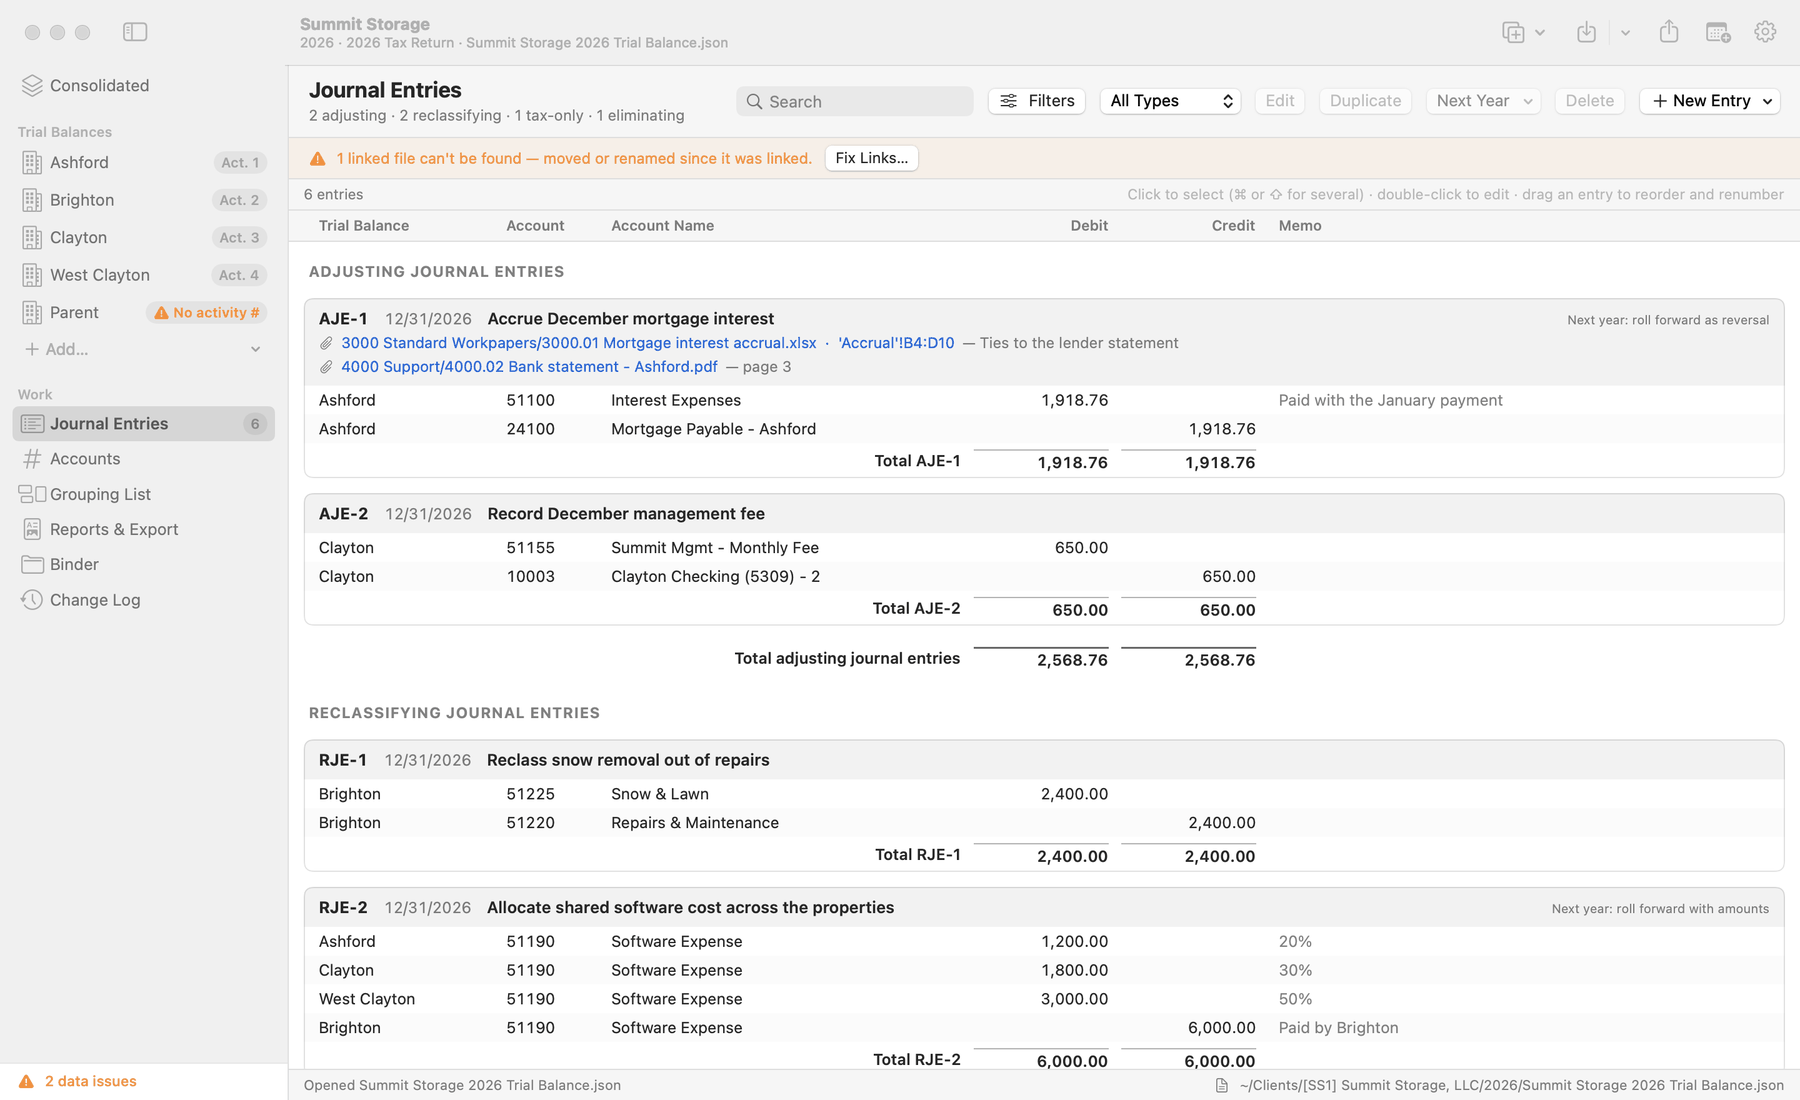 Summit Storage
2026 · 2026 Tax Return · Summit Storage 2026 Trial Balance.json
Consolidated
Trial Balances
Ashford Act. 1
Brighton Act. 2
Clayton Act. 3
West Clayton Act. 4
Parent No activity #
Add...
Work
Journal Entries 6
Accounts
Grouping List
Reports & Export
Binder
Change Log
2 data issues
Journal Entries
2 adjusting · 2 reclassifying · 1 tax-only · 1 eliminating
Search Filters All Types Edit Duplicate Next Year Delete + New Entry
1 linked file can't be found — moved or renamed since it was linked. Fix Links...
6 entries Click to select (⌘ or ⇧ for several) · double-click to edit · drag an entry to reorder and renumber
Trial Balance Account Account Name Debit Credit Memo
ADJUSTING JOURNAL ENTRIES
AJE-1 12/31/2026 Accrue December mortgage interest Next year: roll forward as reversal
3000 Standard Workpapers/3000.01 Mortgage interest accrual.xlsx · 'Accrual'!B4:D10 — Ties to the lender statement
4000 Support/4000.02 Bank statement - Ashford.pdf — page 3
Ashford 51100 Interest Expenses 1,918.76 Paid with the January payment
Ashford 24100 Mortgage Payable - Ashford 1,918.76
Total AJE-1 1,918.76 1,918.76
AJE-2 12/31/2026 Record December management fee
Clayton 51155 Summit Mgmt - Monthly Fee 650.00
Clayton 10003 Clayton Checking (5309) - 2 650.00
Total AJE-2 650.00 650.00
Total adjusting journal entries 2,568.76 2,568.76
RECLASSIFYING JOURNAL ENTRIES
RJE-1 12/31/2026 Reclass snow removal out of repairs
Brighton 51225 Snow & Lawn 2,400.00
Brighton 51220 Repairs & Maintenance 2,400.00
Total RJE-1 2,400.00 2,400.00
RJE-2 12/31/2026 Allocate shared software cost across the properties Next year: roll forward with amounts
Ashford 51190 Software Expense 1,200.00 20%
Clayton 51190 Software Expense 1,800.00 30%
West Clayton 51190 Software Expense 3,000.00 50%
Brighton 51190 Software Expense 6,000.00 Paid by Brighton
Total RJE-2 6,000.00 6,000.00
Opened Summit Storage 2026 Trial Balance.json ~/Clients/[SS1] Summit Storage, LLC/2026/Summit Storage 2026 Trial Balance.json